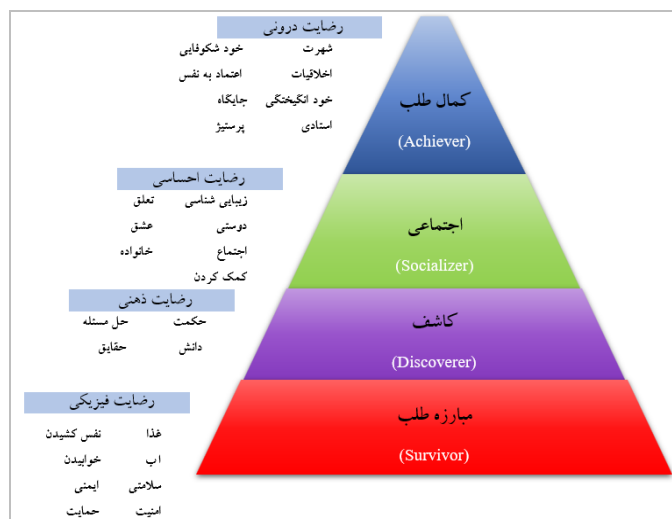 رضایت درونی
شهرت خود شکوفایی
اخلاقیات اعتماد به نفس
خود انگیختگی جایگاه
استادی پرستیژ
کمال طلب
(Achiever)
رضایت احساسی
زیبایی شناسی تعلق
دوستی عشق
اجتماع خانواده
کمک کردن
اجتماعی
(Socializer)
رضایت ذهنی
حکمت حل مسئله
دانش حقایق
کاشف
(Discoverer)
رضایت فیزیکی
غذا نفس کشیدن
اب خوابیدن
سلامتی ایمنی
امنیت حمایت
مبارزه طلب
(Survivor)